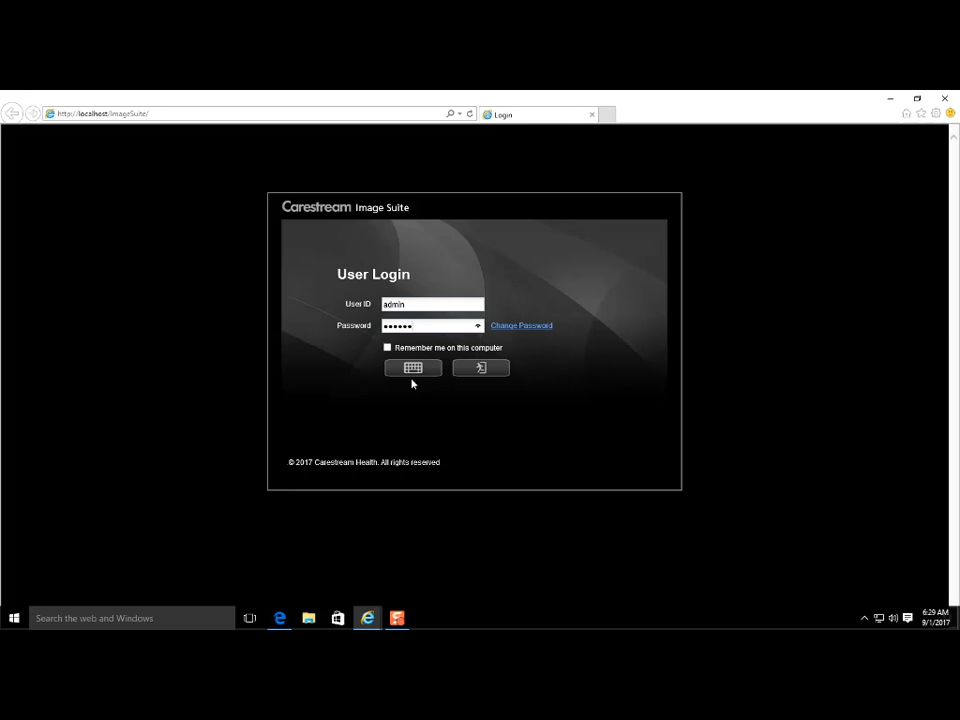 http://localhost/ImageSuite/
Login
Carestream Image Suite
User Login
User ID admin
Password ●●●●●● Change Password
Remember me on this computer
© 2017 Carestream Health. All rights reserved
Search the web and Windows
6:29 AM
9/1/2017